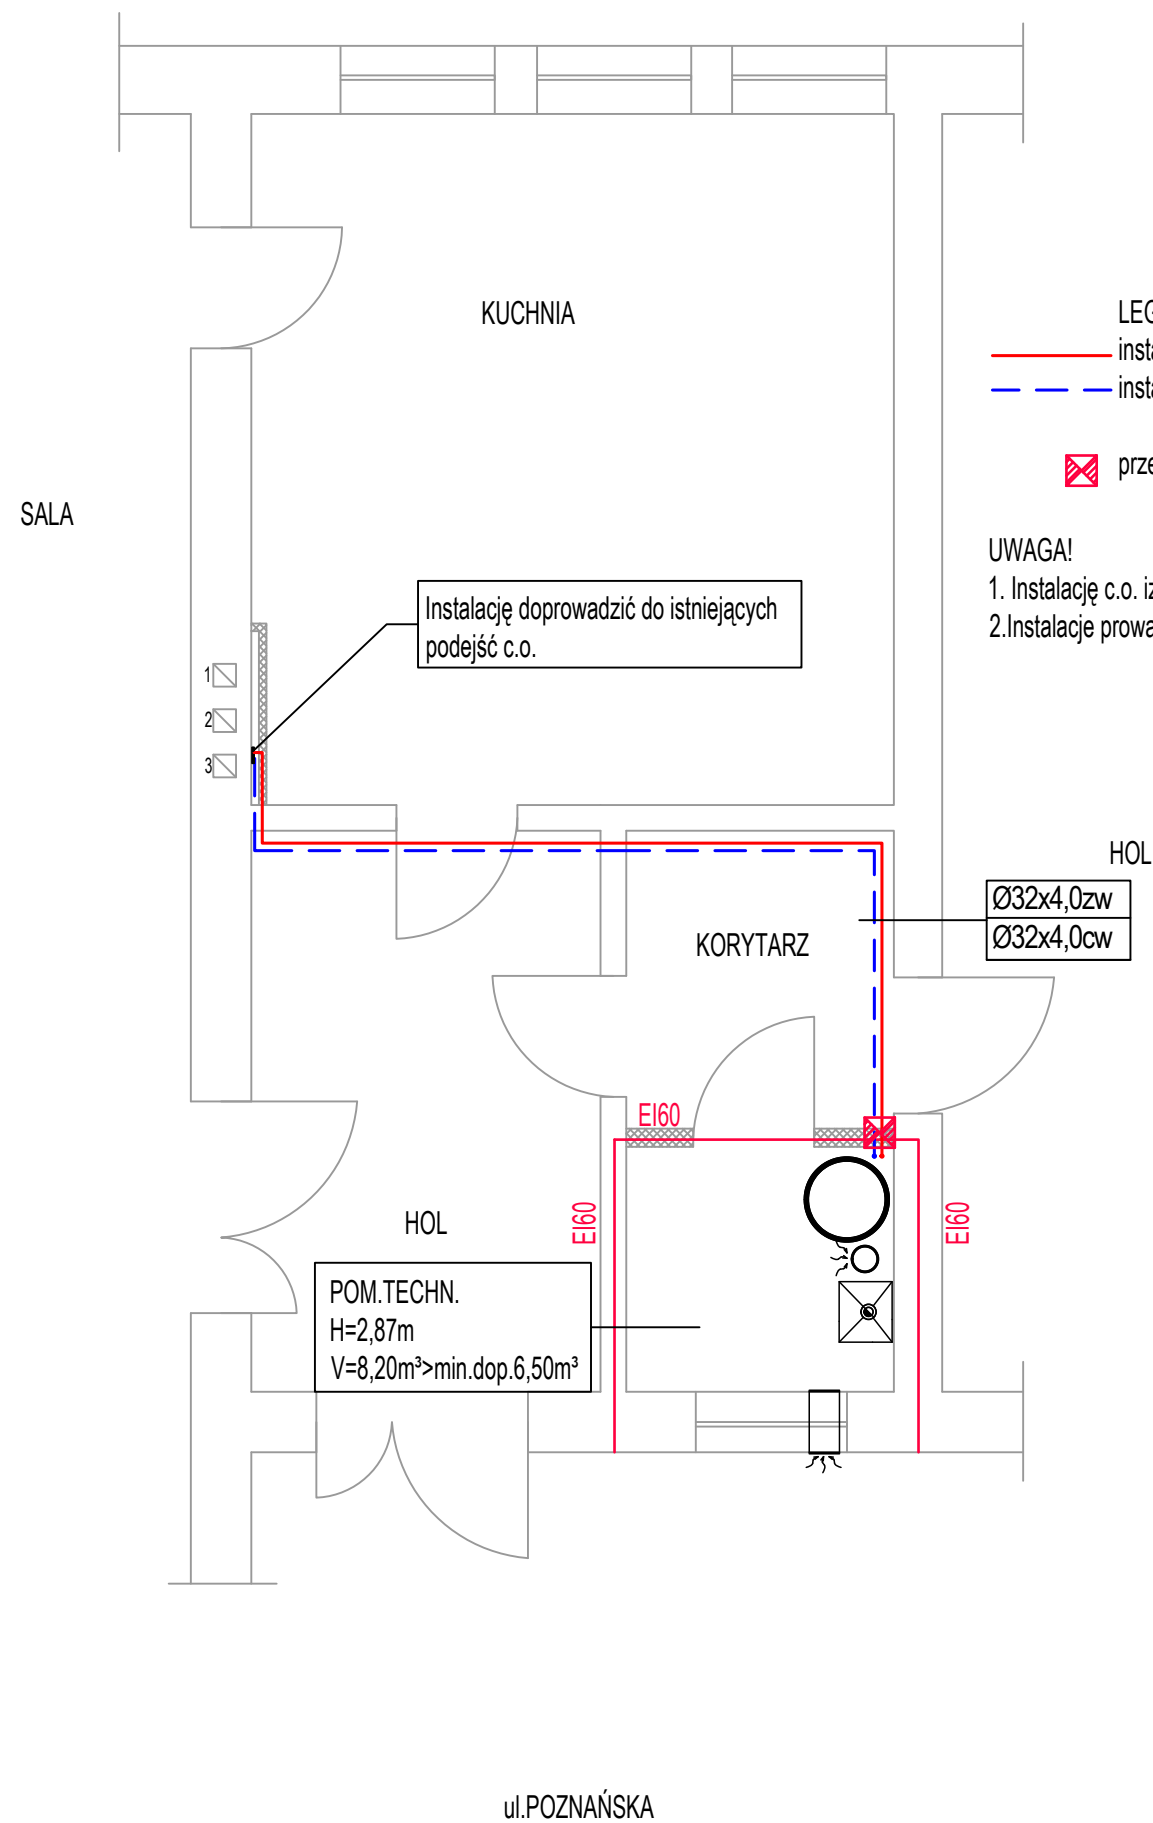 KUCHNIA
LEG
insta
insta
prze
SALA
UWAGA!
1. Instalację c.o. iz
2.Instalacje prowa
Instalację doprowadzić do istniejących
podejść c.o.
1
2
3
HOL
Ø32x4,0zw
Ø32x4,0cw
KORYTARZ
EI60
EI60
EI60
HOL
POM.TECHN.
H=2,87m
V=8,20m³>min.dop.6,50m³
ul.POZNAŃSKA